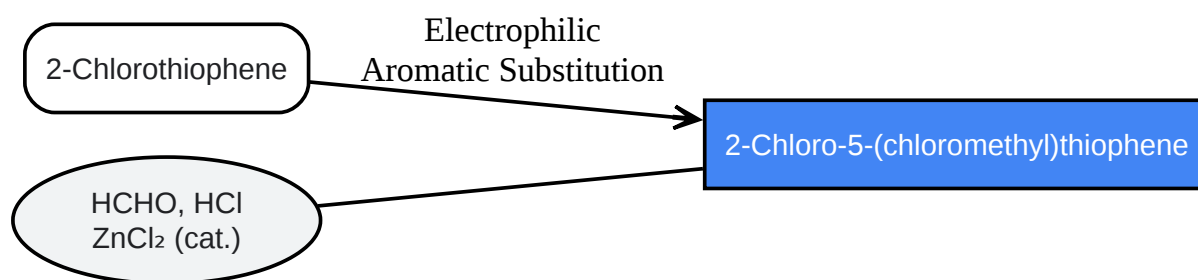 Electrophilic
Aromatic Substitution
2-Chlorothiophene
2-Chloro-5-(chloromethyl)thiophene
HCHO, HCl
ZnCl₂ (cat.)